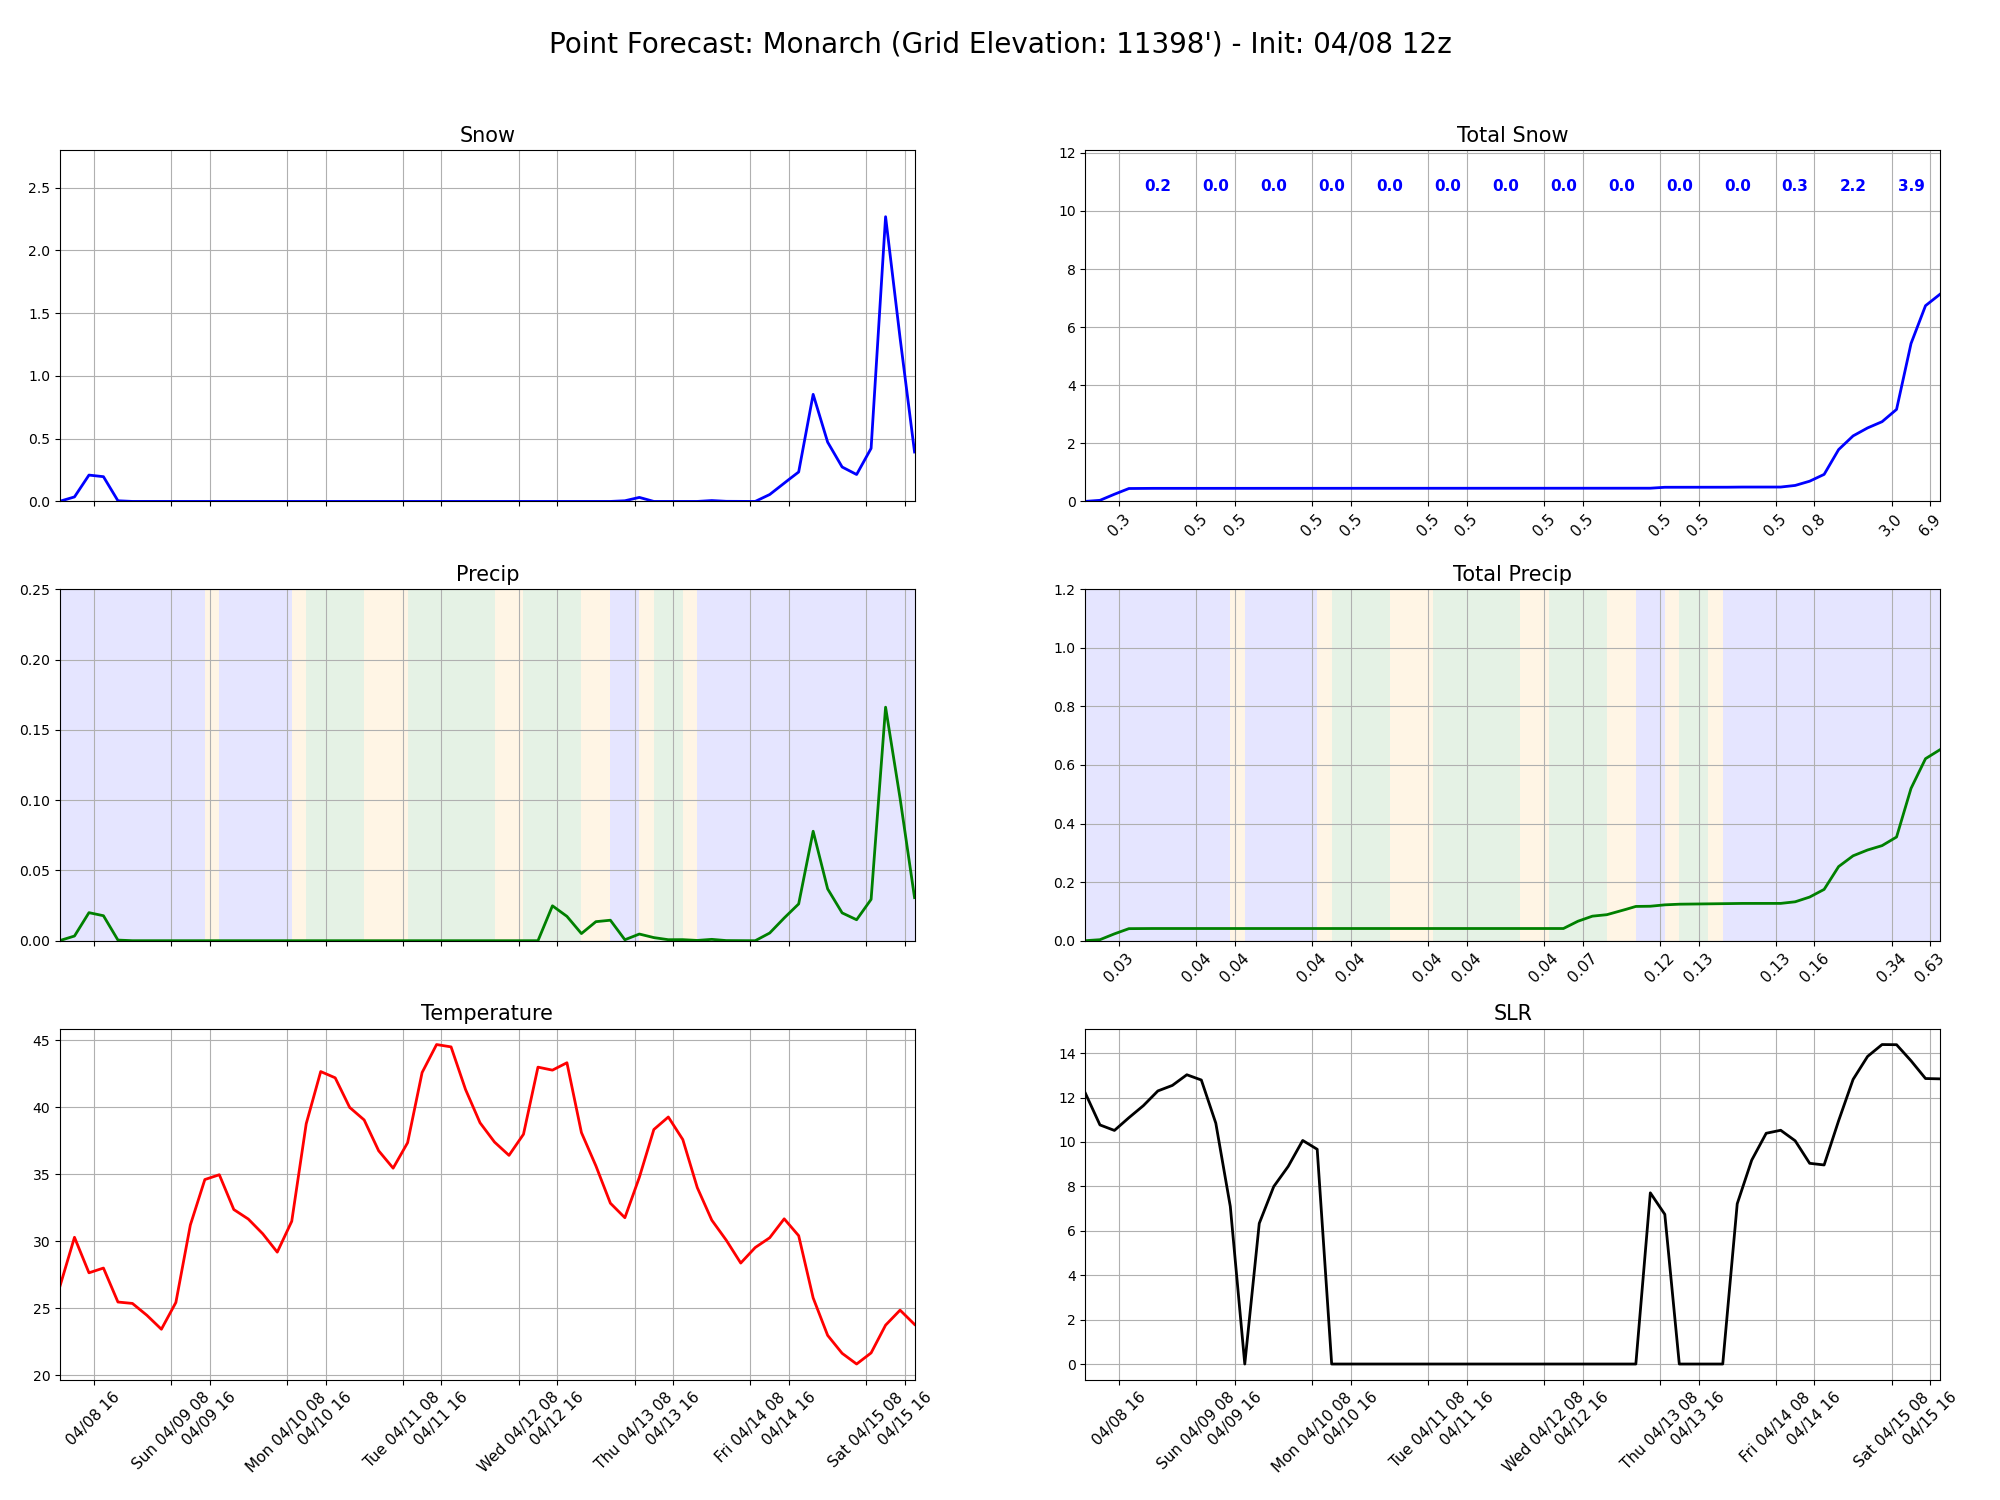 Point Forecast: Monarch (Grid Elevation: 11398') - Init: 04/08 12z
Snow
2.5
2.0
1.5
1.0
0.5
0.0
Total Snow
12
10
8
6
4
2
0
0.2 0.0 0.0 0.0 0.0 0.0 0.0 0.0 0.0 0.0 0.0 0.3 2.2 3.9
0.3 0.5 0.5 0.5 0.5 0.5 0.5 0.5 0.5 0.5 0.5 0.5 0.8 3.0 6.9
Precip
0.25
0.20
0.15
0.10
0.05
0.00
Total Precip
1.2
1.0
0.8
0.6
0.4
0.2
0.0
0.03 0.04 0.04 0.04 0.04 0.04 0.04 0.04 0.07 0.12 0.13 0.13 0.16 0.34 0.63
Temperature
45
40
35
30
25
20
04/08 16
Sun 04/09 08
04/09 16
Mon 04/10 08
04/10 16
Tue 04/11 08
04/11 16
Wed 04/12 08
04/12 16
Thu 04/13 08
04/13 16
Fri 04/14 08
04/14 16
Sat 04/15 08
04/15 16
SLR
14
12
10
8
6
4
2
0
04/08 16
Sun 04/09 08
04/09 16
Mon 04/10 08
04/10 16
Tue 04/11 08
04/11 16
Wed 04/12 08
04/12 16
Thu 04/13 08
04/13 16
Fri 04/14 08
04/14 16
Sat 04/15 08
04/15 16